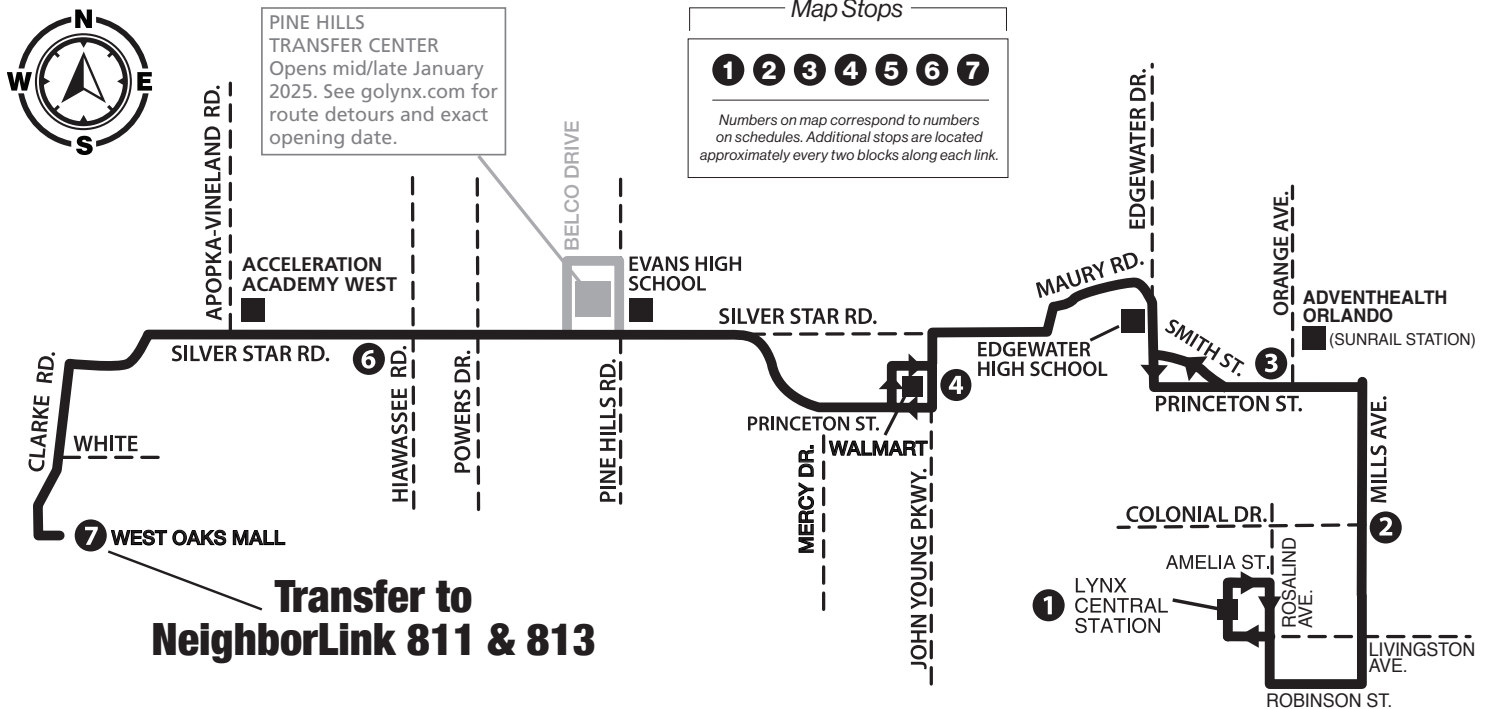 N
W
E
S
PINE HILLS
TRANSFER CENTER
Opens mid/late January
2025. See golynx.com for
route detours and exact
opening date.
Map Stops
1 2 3 4 5 6 7
Numbers on map correspond to numbers
on schedules. Additional stops are located
approximately every two blocks along each link.
APOPKA-VINELAND RD.
BELCO DRIVE
EDGEWATER DR.
ORANGE AVE.
ACCELERATION
ACADEMY WEST
EVANS HIGH
SCHOOL
MAURY RD.
ADVENTHEALTH
ORLANDO
(SUNRAIL STATION)
SILVER STAR RD.
SILVER STAR RD.
6
EDGEWATER
HIGH SCHOOL
SMITH ST.
3
4
CLARKE RD.
WHITE
HIAWASSEE RD.
POWERS DR.
PINE HILLS RD.
PRINCETON ST.
WALMART
PRINCETON ST.
MERCY DR.
JOHN YOUNG PKWY.
MILLS AVE.
COLONIAL DR.
2
7 WEST OAKS MALL
AMELIA ST.
ROSALIND
AVE.
1
LYNX
CENTRAL
STATION
Transfer to
NeighborLink 811 & 813
LIVINGSTON
AVE.
ROBINSON ST.